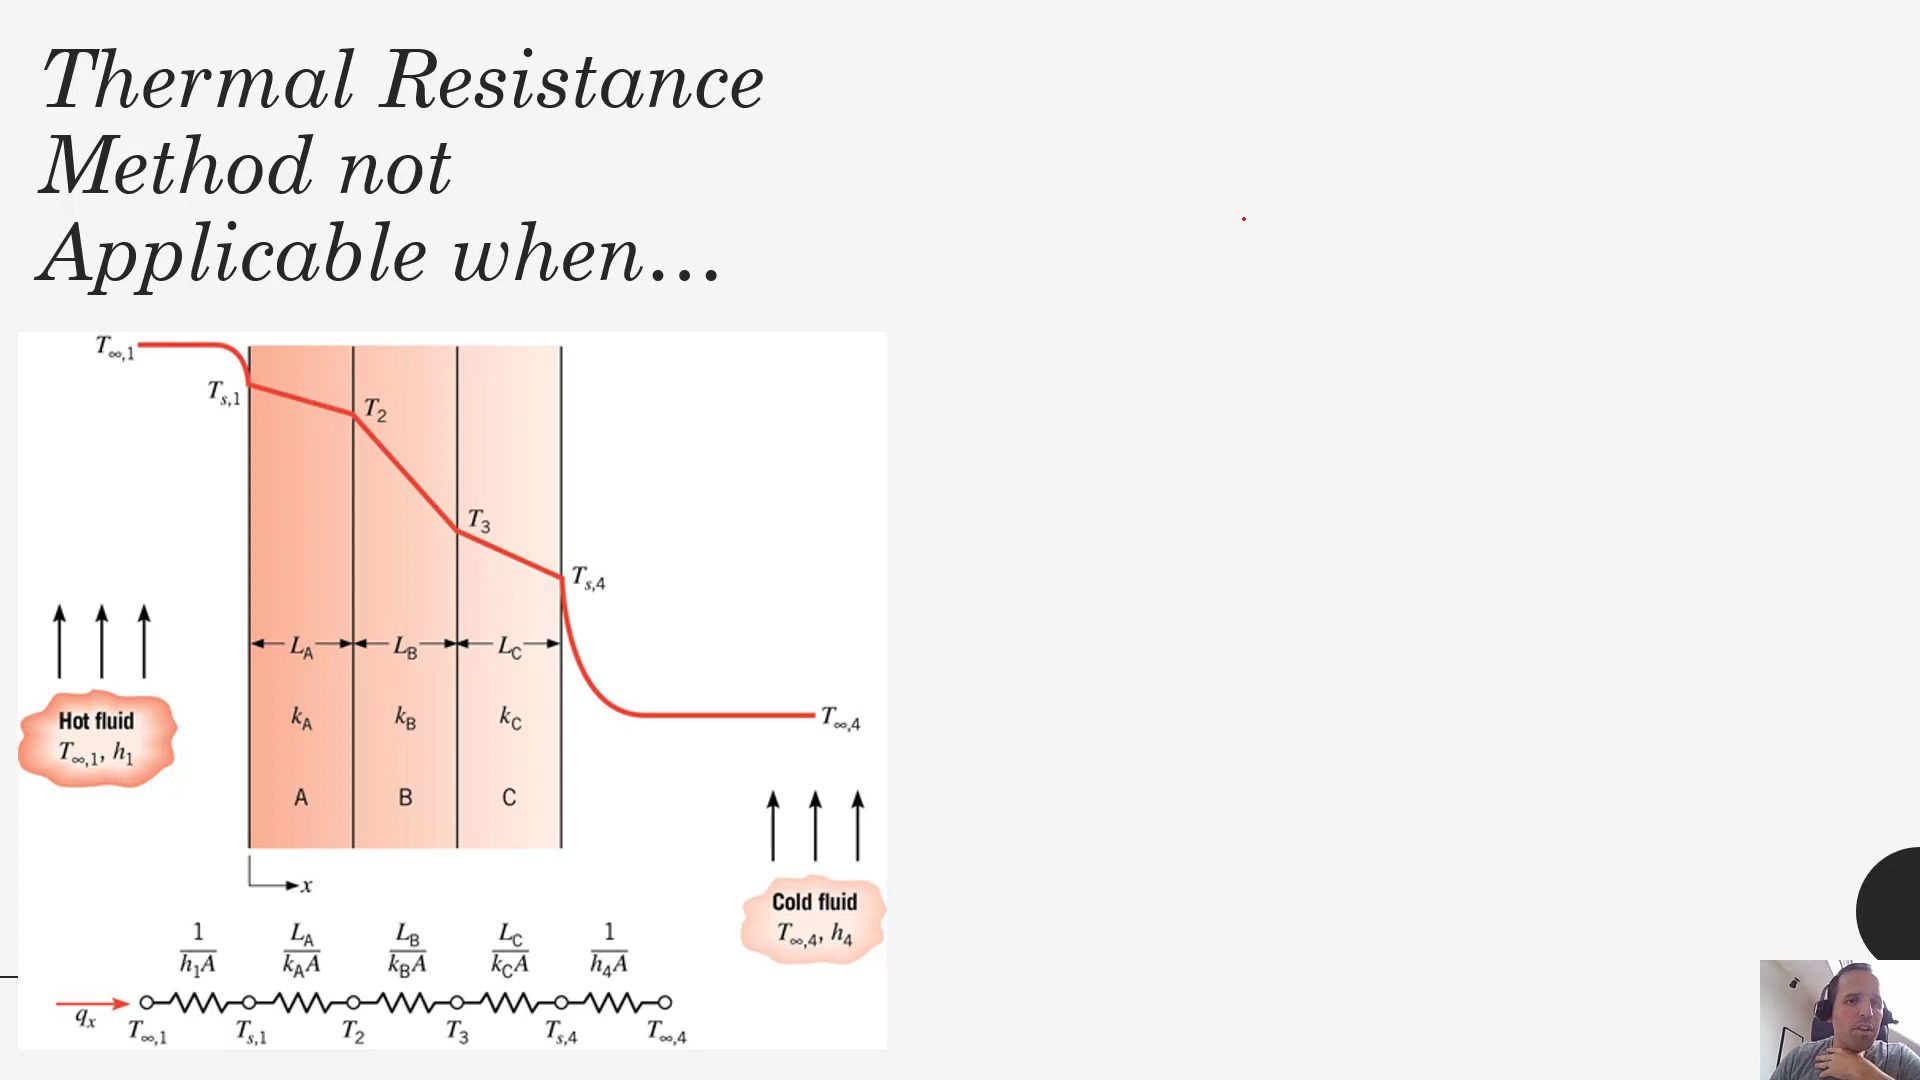 Thermal Resistance
Method not
Applicable when...
T∞,1
Ts,1
T2
T3
Ts,4
LA LB LC
Hot fluid
T∞,1, h1
kA kB kC
T∞,4
A B C
x
Cold fluid
T∞,4, h4
1/h1A LA/kAA LB/kBA LC/kCA 1/h4A
qx
T∞,1 Ts,1 T2 T3 Ts,4 T∞,4